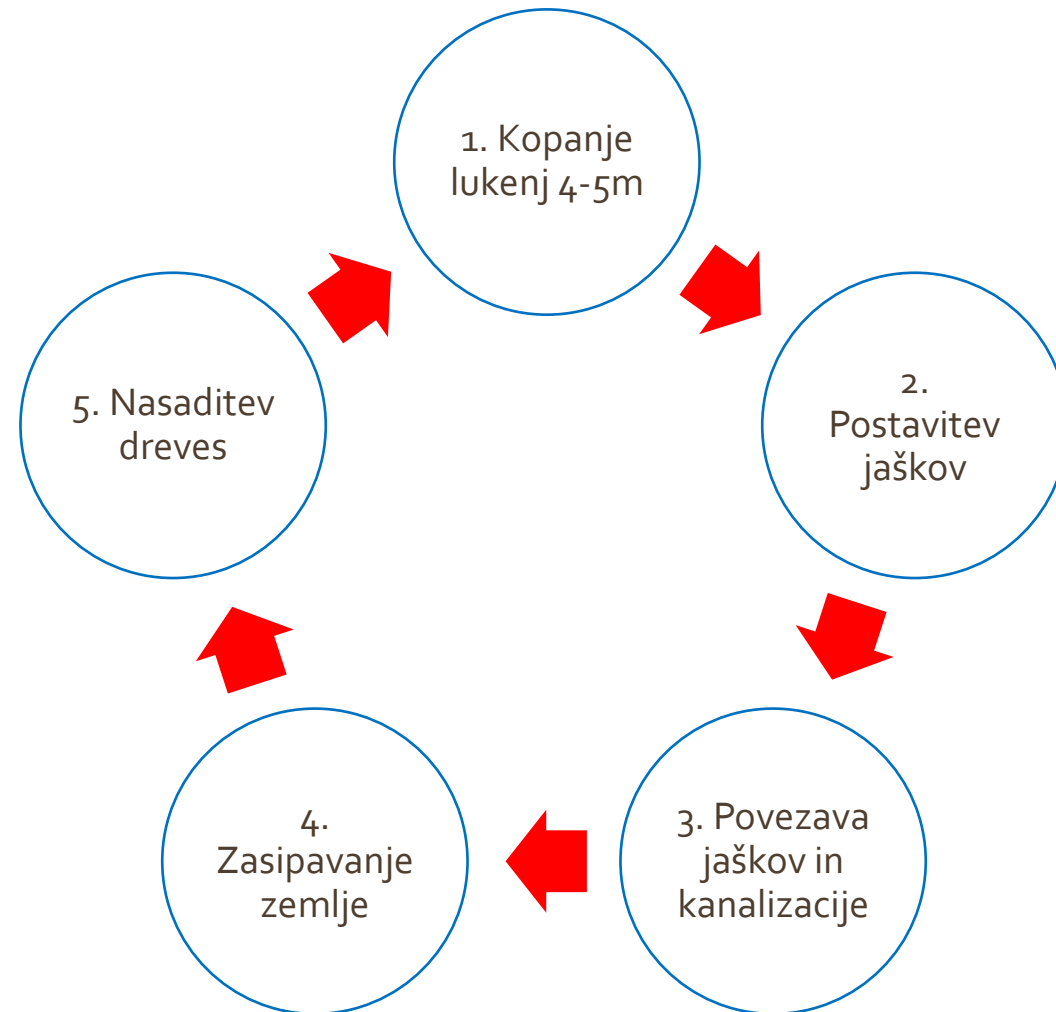 1. Kopanje
lukenj 4-5m
2.
Postavitev
jaškov
3. Povezava
jaškov in
kanalizacije
4.
Zasipavanje
zemlje
5. Nasaditev
dreves